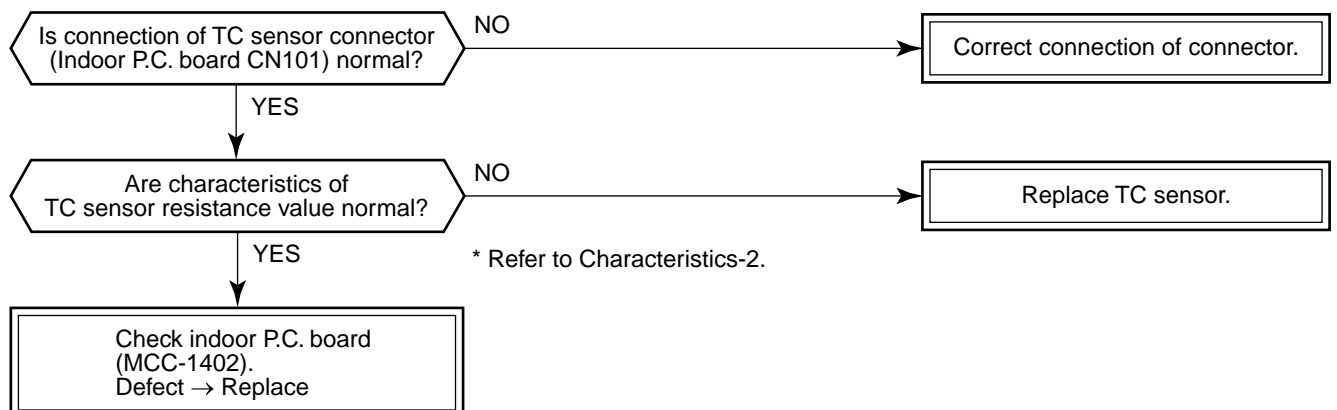 Is connection of TC sensor connector
(Indoor P.C. board CN101) normal?
NO
Correct connection of connector.
YES
Are characteristics of
TC sensor resistance value normal?
NO
Replace TC sensor.
YES
* Refer to Characteristics-2.
Check indoor P.C. board
(MCC-1402).
Defect → Replace